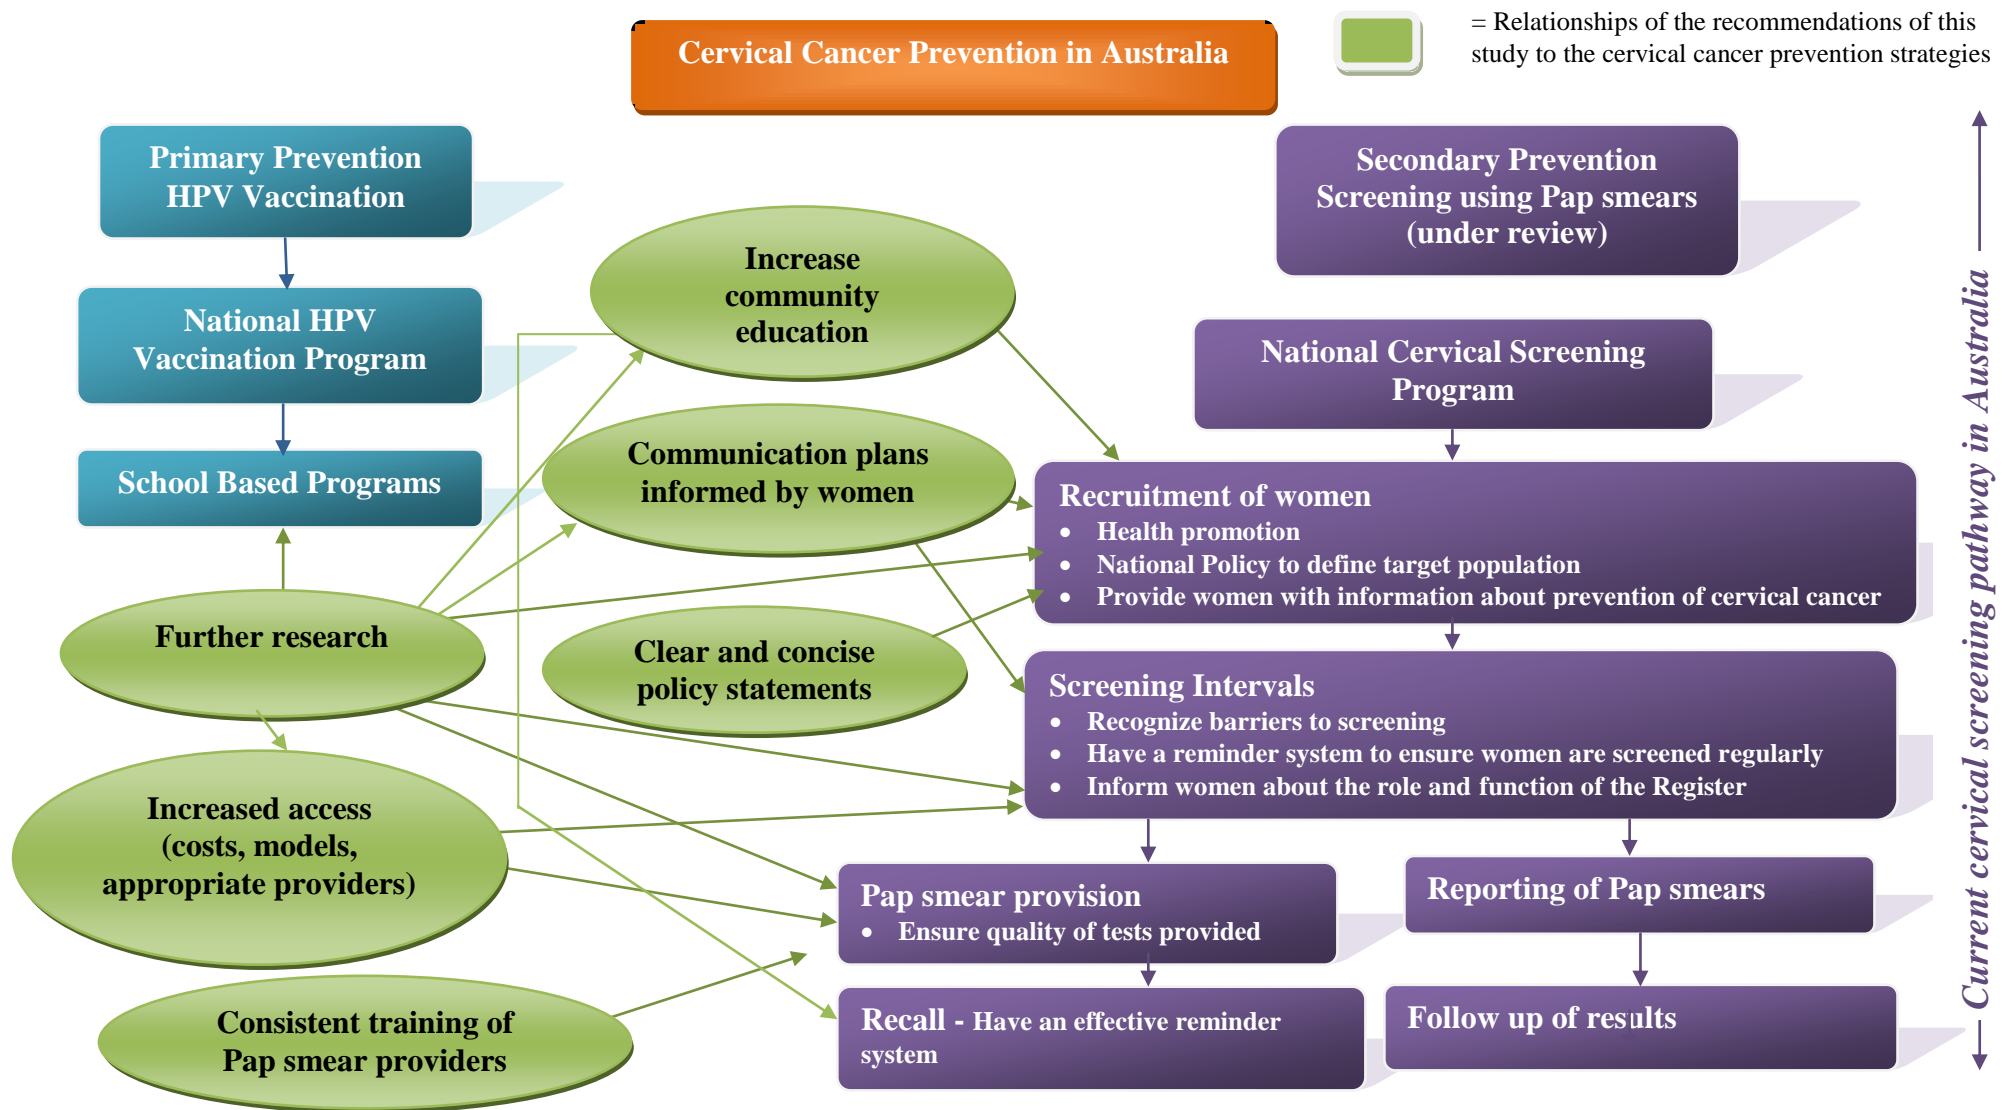 Cervical Cancer Prevention in Australia
= Relationships of the recommendations of this
study to the cervical cancer prevention strategies
Primary Prevention
HPV Vaccination
National HPV
Vaccination Program
School Based Programs
Further research
Increased access
(costs, models,
appropriate providers)
Consistent training of
Pap smear providers
Increase
community
education
Communication plans
informed by women
Clear and concise
policy statements
Secondary Prevention
Screening using Pap smears
(under review)
National Cervical Screening
Program
Recruitment of women
• Health promotion
• National Policy to define target population
• Provide women with information about prevention of cervical cancer
Screening Intervals
• Recognize barriers to screening
• Have a reminder system to ensure women are screened regularly
• Inform women about the role and function of the Register
Pap smear provision
• Ensure quality of tests provided
Recall - Have an effective reminder
system
Reporting of Pap smears
Follow up of results
Current cervical screening pathway in Australia